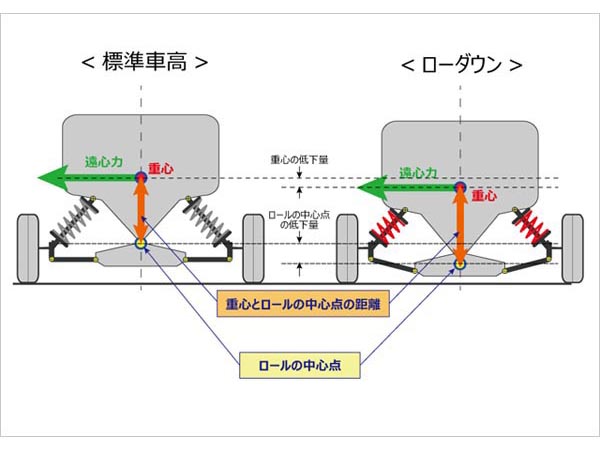 < 標準車高 >
< ローダウン >
遠心力
重心
重心の低下量
遠心力
重心
ロールの中心点
の低下量
重心とロールの中心点の距離
ロールの中心点